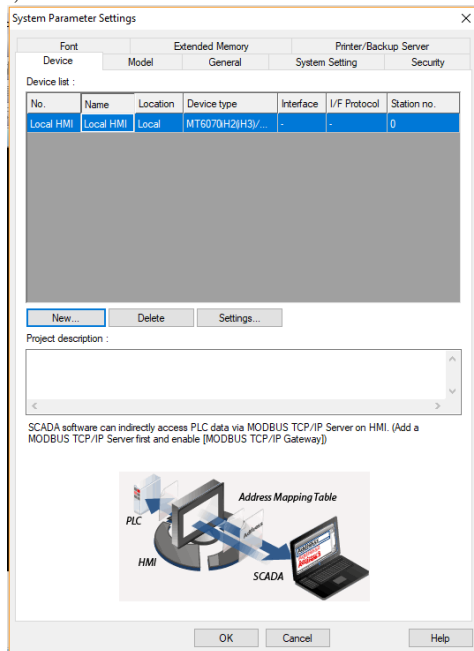 System Parameter Settings
Font Extended Memory Printer/Backup Server
Device Model General System Setting Security
Device list :
No. Name Location Device type Interface I/F Protocol Station no.
Local HMI Local HMI Local MT6070iH2(iH3)/... - - 0
New... Delete Settings...
Project description :
SCADA software can indirectly access PLC data via MODBUS TCP/IP Server on HMI. (Add a
MODBUS TCP/IP Server first and enable [MODBUS TCP/IP Gateway])
Address Mapping Table
PLC
HMI
SCADA
OK Cancel Help